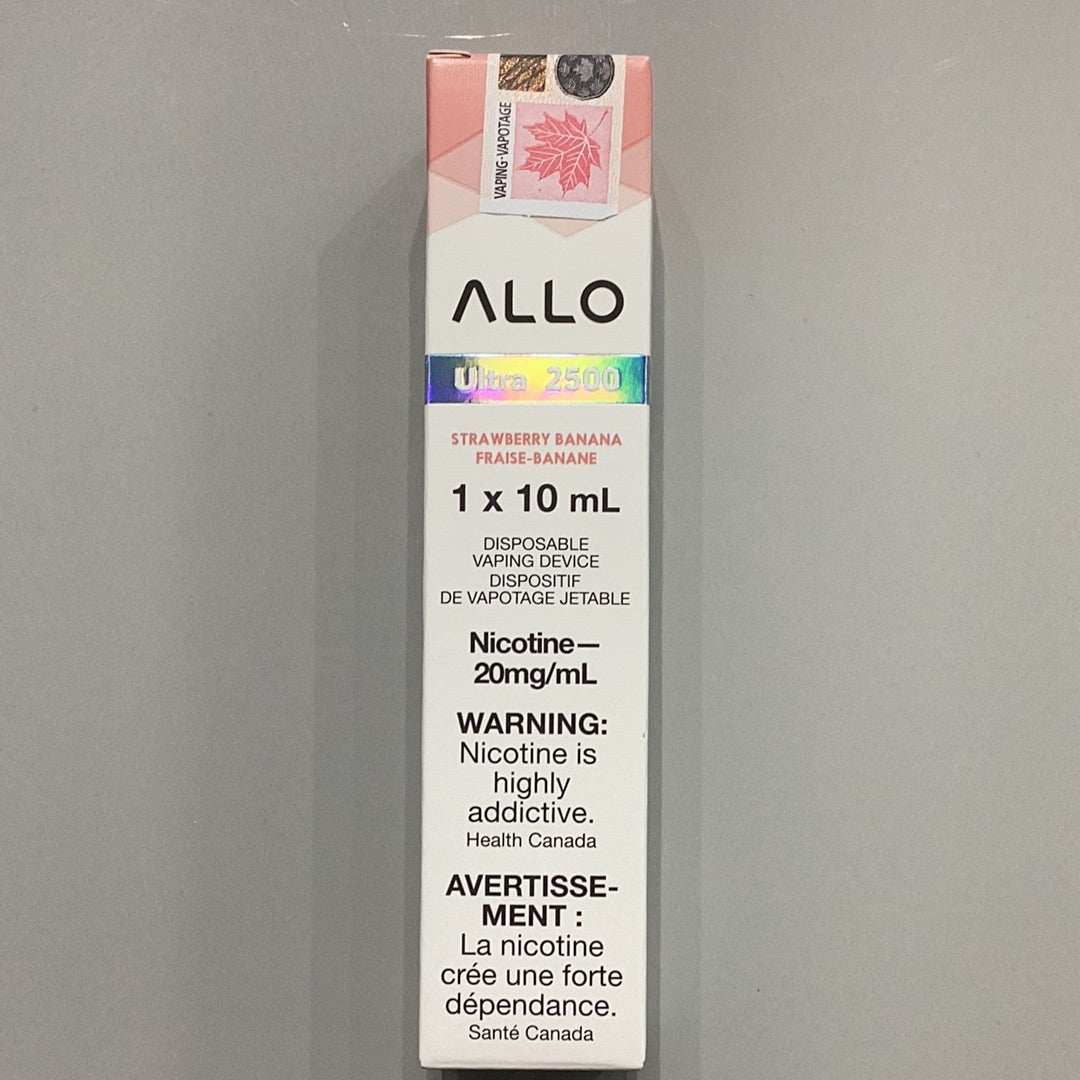 VAPING·VAPOTAGE
ALLO
Ultra 2500
STRAWBERRY BANANA
FRAISE-BANANE
1 x 10 mL
DISPOSABLE
VAPING DEVICE
DISPOSITIF
DE VAPOTAGE JETABLE
Nicotine—
20mg/mL
WARNING:
Nicotine is
highly
addictive.
Health Canada
AVERTISSE-
MENT :
La nicotine
crée une forte
dépendance.
Santé Canada